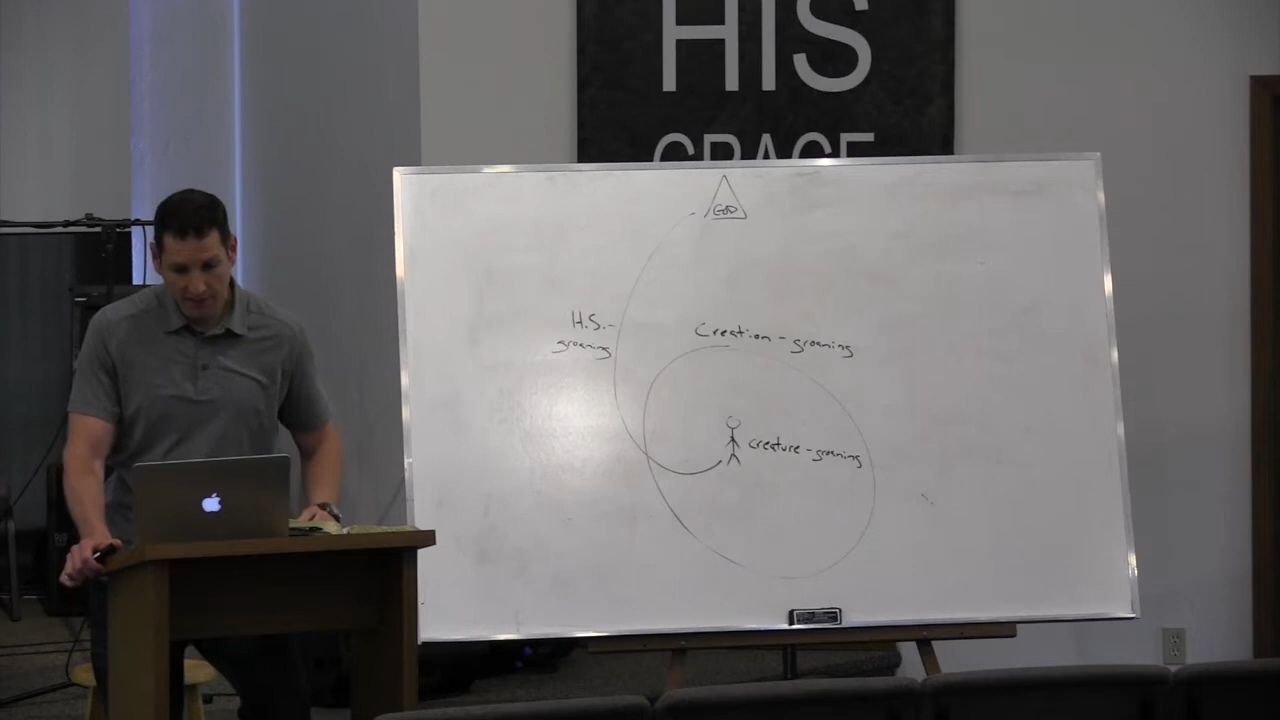 HIS
GRACE
GOD
H.S.-
groaning
Creation - groaning
creature - groaning